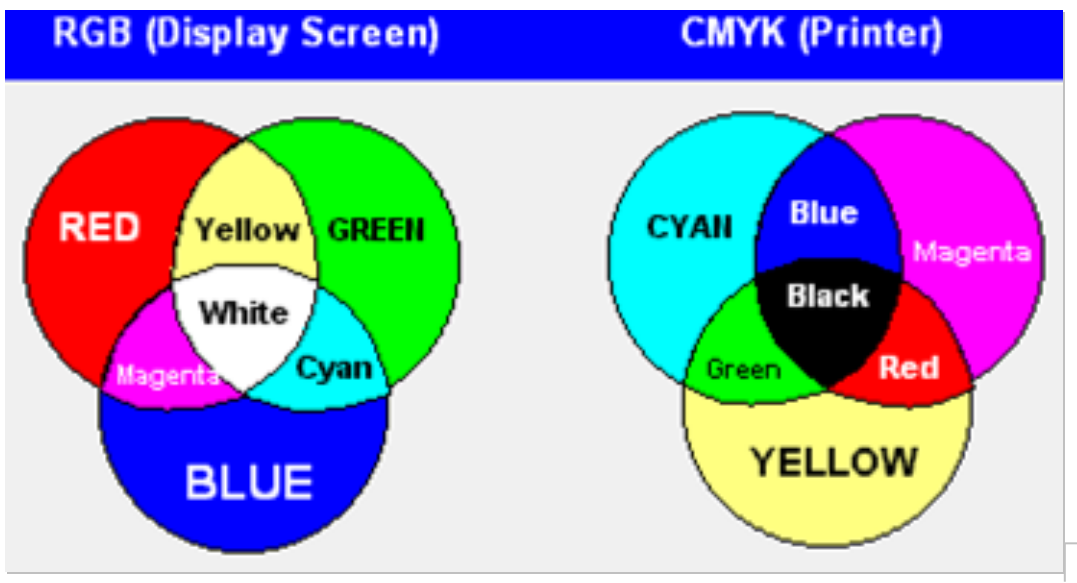 RGB (Display Screen)
CMYK (Printer)
RED
Yellow
GREEN
White
Magenta
Cyan
BLUE
CYAN
Blue
Magenta
Black
Green
Red
YELLOW